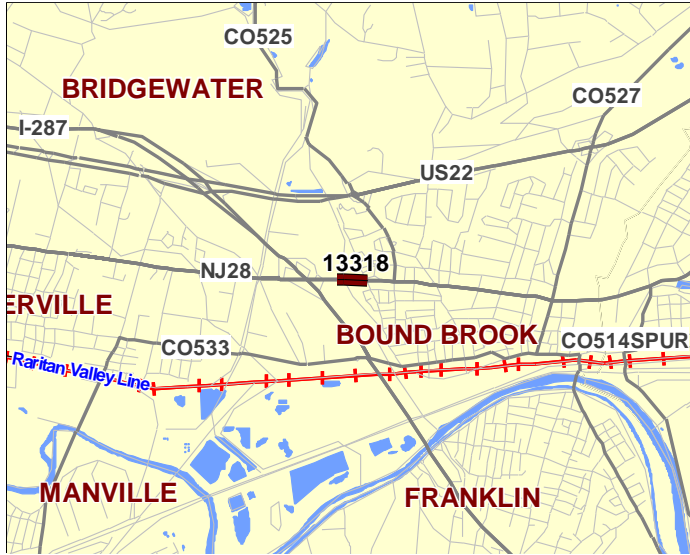 CO525
BRIDGEWATER
CO527
I-287
US22
13318
NJ28
ERVILLE
BOUND BROOK
CO533
CO514SPUR
Raritan Valley Line
MANVILLE
FRANKLIN